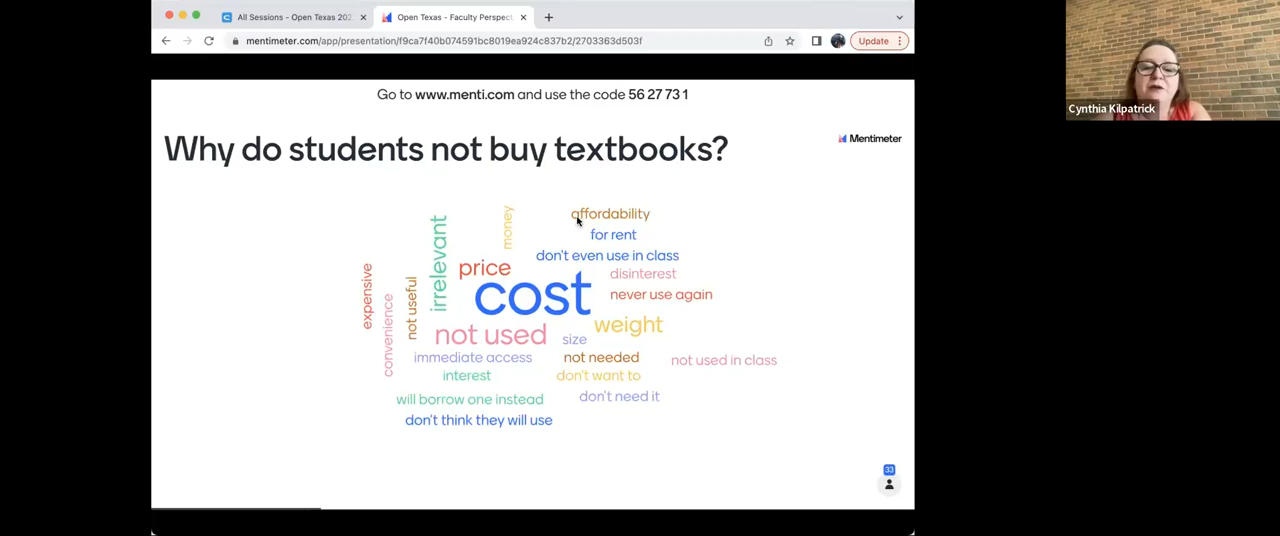 All Sessions - Open Texas 202
Open Texas - Faculty Perspect
mentimeter.com/app/presentation/f9ca7f40b074591bc8019ea924c837b2/2703363d503f
Update
Cynthia Kilpatrick
Go to www.menti.com and use the code 56 27 73 1
Why do students not buy textbooks?
Mentimeter
money
affordability
irrelevant
for rent
don't even use in class
price
expensive
disinterest
cost
not useful
never use again
convenience
weight
not used
size
immediate access
not needed
not used in class
interest
don't want to
will borrow one instead
don't need it
don't think they will use
33